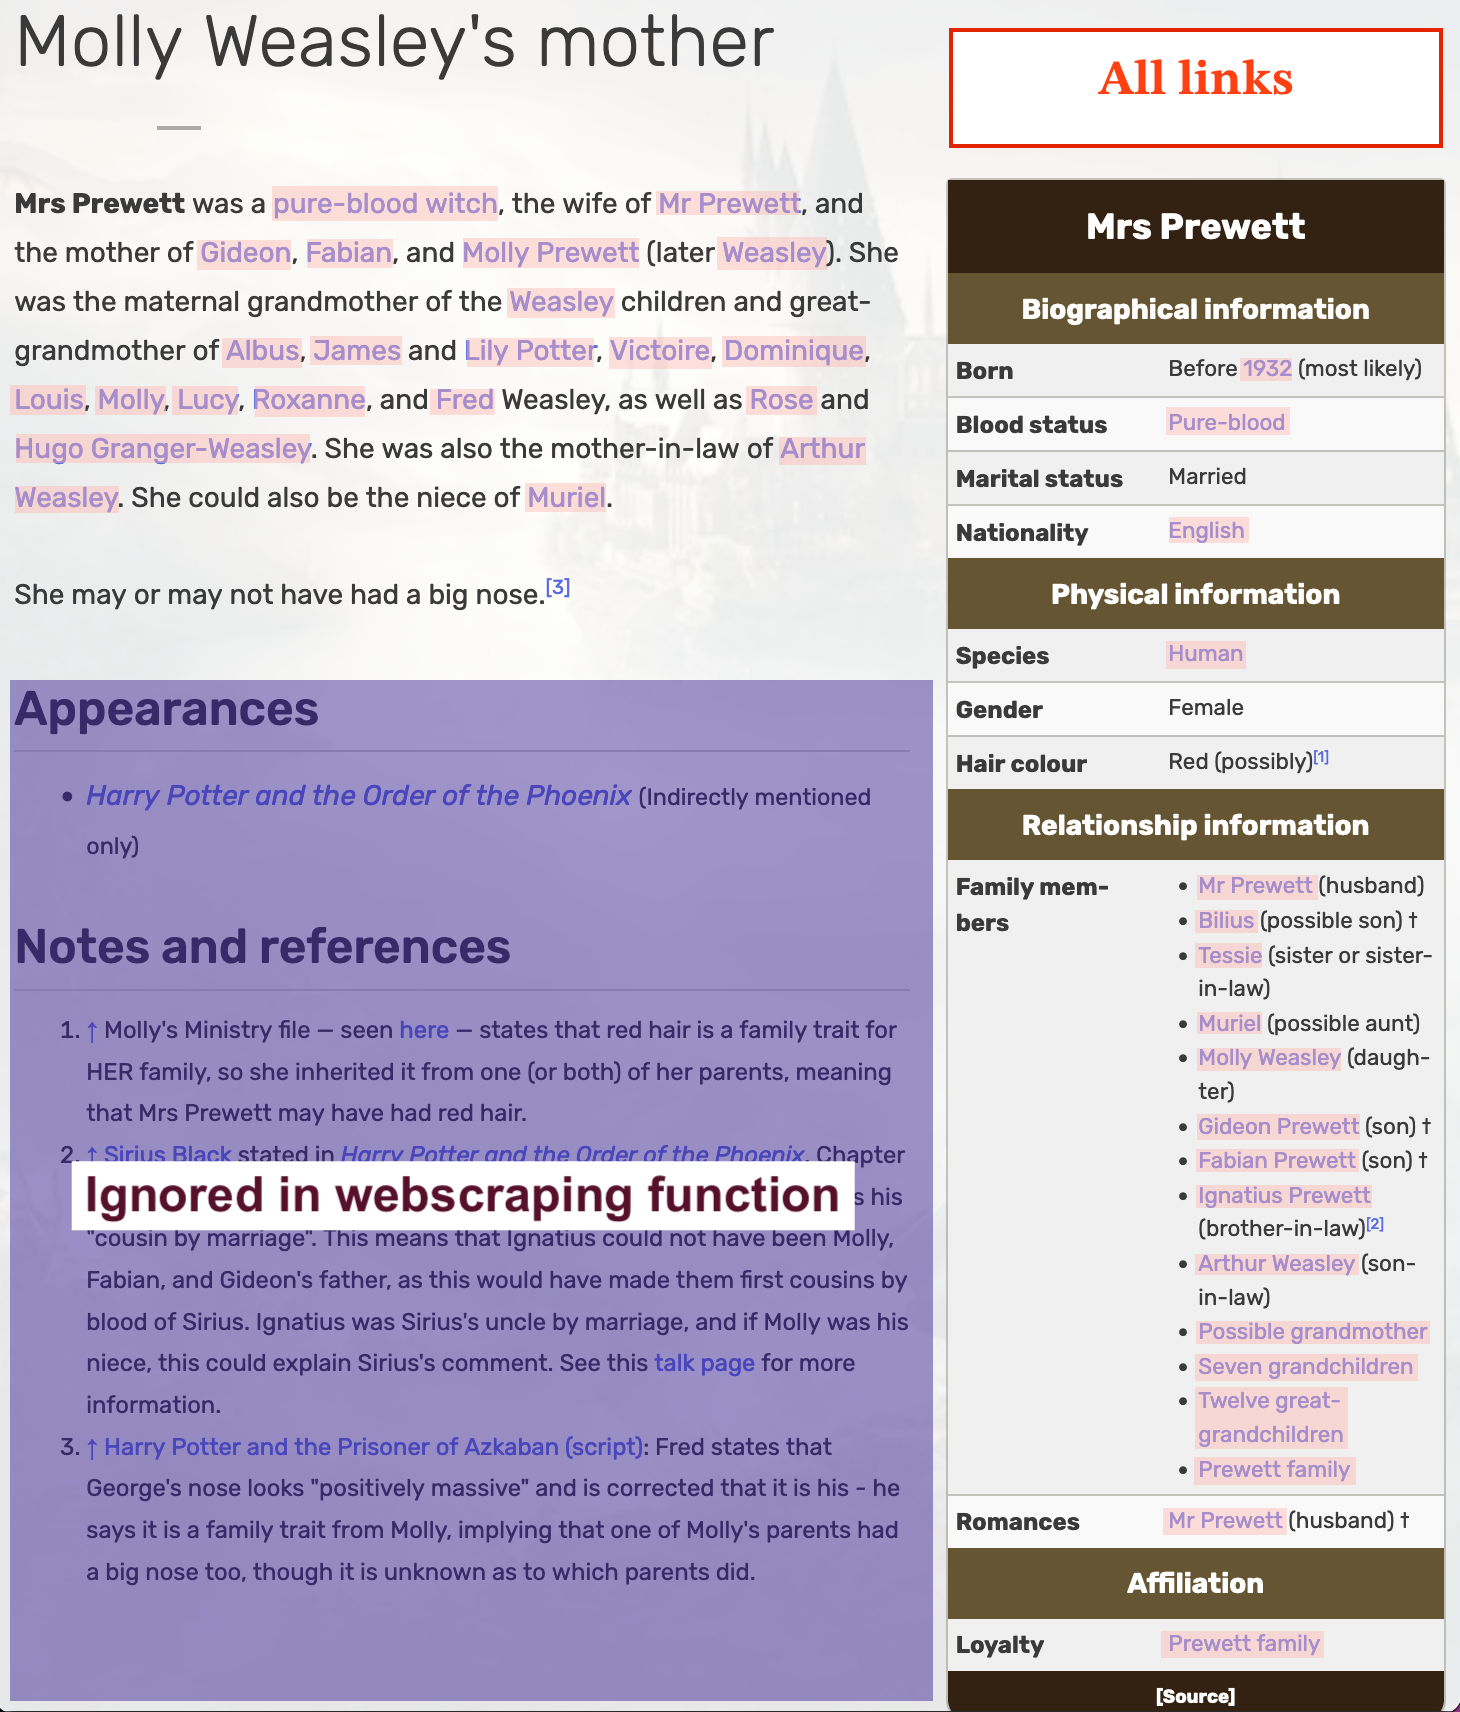 Molly Weasley's mother
Mrs Prewett was a pure-blood witch, the wife of Mr Prewett, and
the mother of Gideon, Fabian, and Molly Prewett (later Weasley). She
was the maternal grandmother of the Weasley children and great-
grandmother of Albus, James and Lily Potter, Victoire, Dominique,
Louis, Molly, Lucy, Roxanne, and Fred Weasley, as well as Rose and
Hugo Granger-Weasley. She was also the mother-in-law of Arthur
Weasley. She could also be the niece of Muriel.
She may or may not have had a big nose.[3]
Appearances
• Harry Potter and the Order of the Phoenix (Indirectly mentioned
only)
Notes and references
1. ↑ Molly's Ministry file — seen here — states that red hair is a family trait for
HER family, so she inherited it from one (or both) of her parents, meaning
that Mrs Prewett may have had red hair.
2. ↑ Sirius Black stated in Harry Potter and the Order of the Phoenix, Chapter
Ignored in webscraping function
s his
"cousin by marriage". This means that Ignatius could not have been Molly,
Fabian, and Gideon's father, as this would have made them first cousins by
blood of Sirius. Ignatius was Sirius's uncle by marriage, and if Molly was his
niece, this could explain Sirius's comment. See this talk page for more
information.
3. ↑ Harry Potter and the Prisoner of Azkaban (script): Fred states that
George's nose looks "positively massive" and is corrected that it is his - he
says it is a family trait from Molly, implying that one of Molly's parents had
a big nose too, though it is unknown as to which parents did.
All links
Mrs Prewett
Biographical information
Born Before 1932 (most likely)
Blood status Pure-blood
Marital status Married
Nationality English
Physical information
Species Human
Gender Female
Hair colour Red (possibly)[1]
Relationship information
Family mem-
bers
• Mr Prewett (husband)
• Bilius (possible son) †
• Tessie (sister or sister-
in-law)
• Muriel (possible aunt)
• Molly Weasley (daugh-
ter)
• Gideon Prewett (son) †
• Fabian Prewett (son) †
• Ignatius Prewett
(brother-in-law)[2]
• Arthur Weasley (son-
in-law)
• Possible grandmother
• Seven grandchildren
• Twelve great-
grandchildren
• Prewett family
Romances Mr Prewett (husband) †
Affiliation
Loyalty Prewett family
[Source]